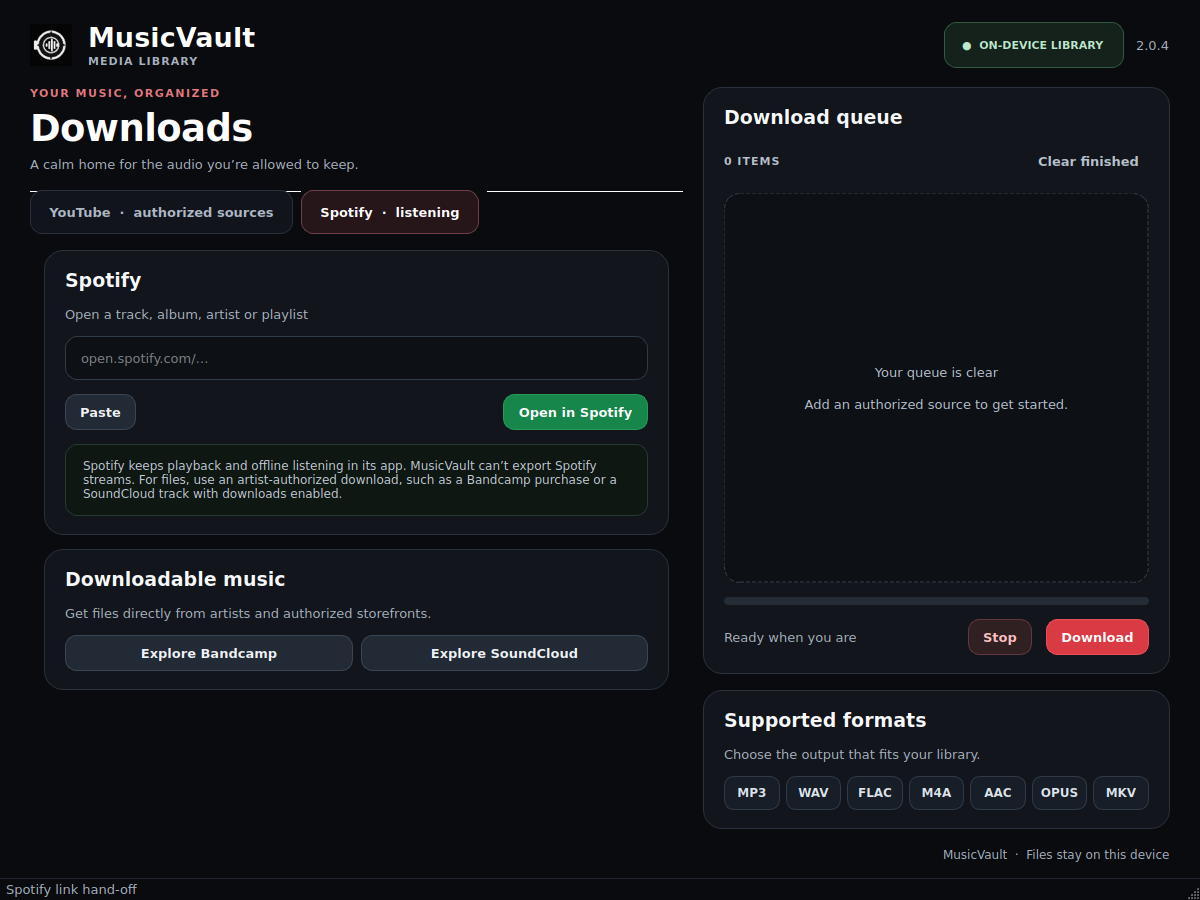 MusicVault
MEDIA LIBRARY
● ON-DEVICE LIBRARY
2.0.4
YOUR MUSIC, ORGANIZED
Downloads
A calm home for the audio you’re allowed to keep.
YouTube · authorized sources
Spotify · listening
Spotify
Open a track, album, artist or playlist
open.spotify.com/…
Paste
Open in Spotify
Spotify keeps playback and offline listening in its app. MusicVault can’t export Spotify
streams. For files, use an artist-authorized download, such as a Bandcamp purchase or a
SoundCloud track with downloads enabled.
Downloadable music
Get files directly from artists and authorized storefronts.
Explore Bandcamp
Explore SoundCloud
Download queue
0 ITEMS
Clear finished
Your queue is clear
Add an authorized source to get started.
Ready when you are
Stop
Download
Supported formats
Choose the output that fits your library.
MP3
WAV
FLAC
M4A
AAC
OPUS
MKV
MusicVault · Files stay on this device
Spotify link hand-off